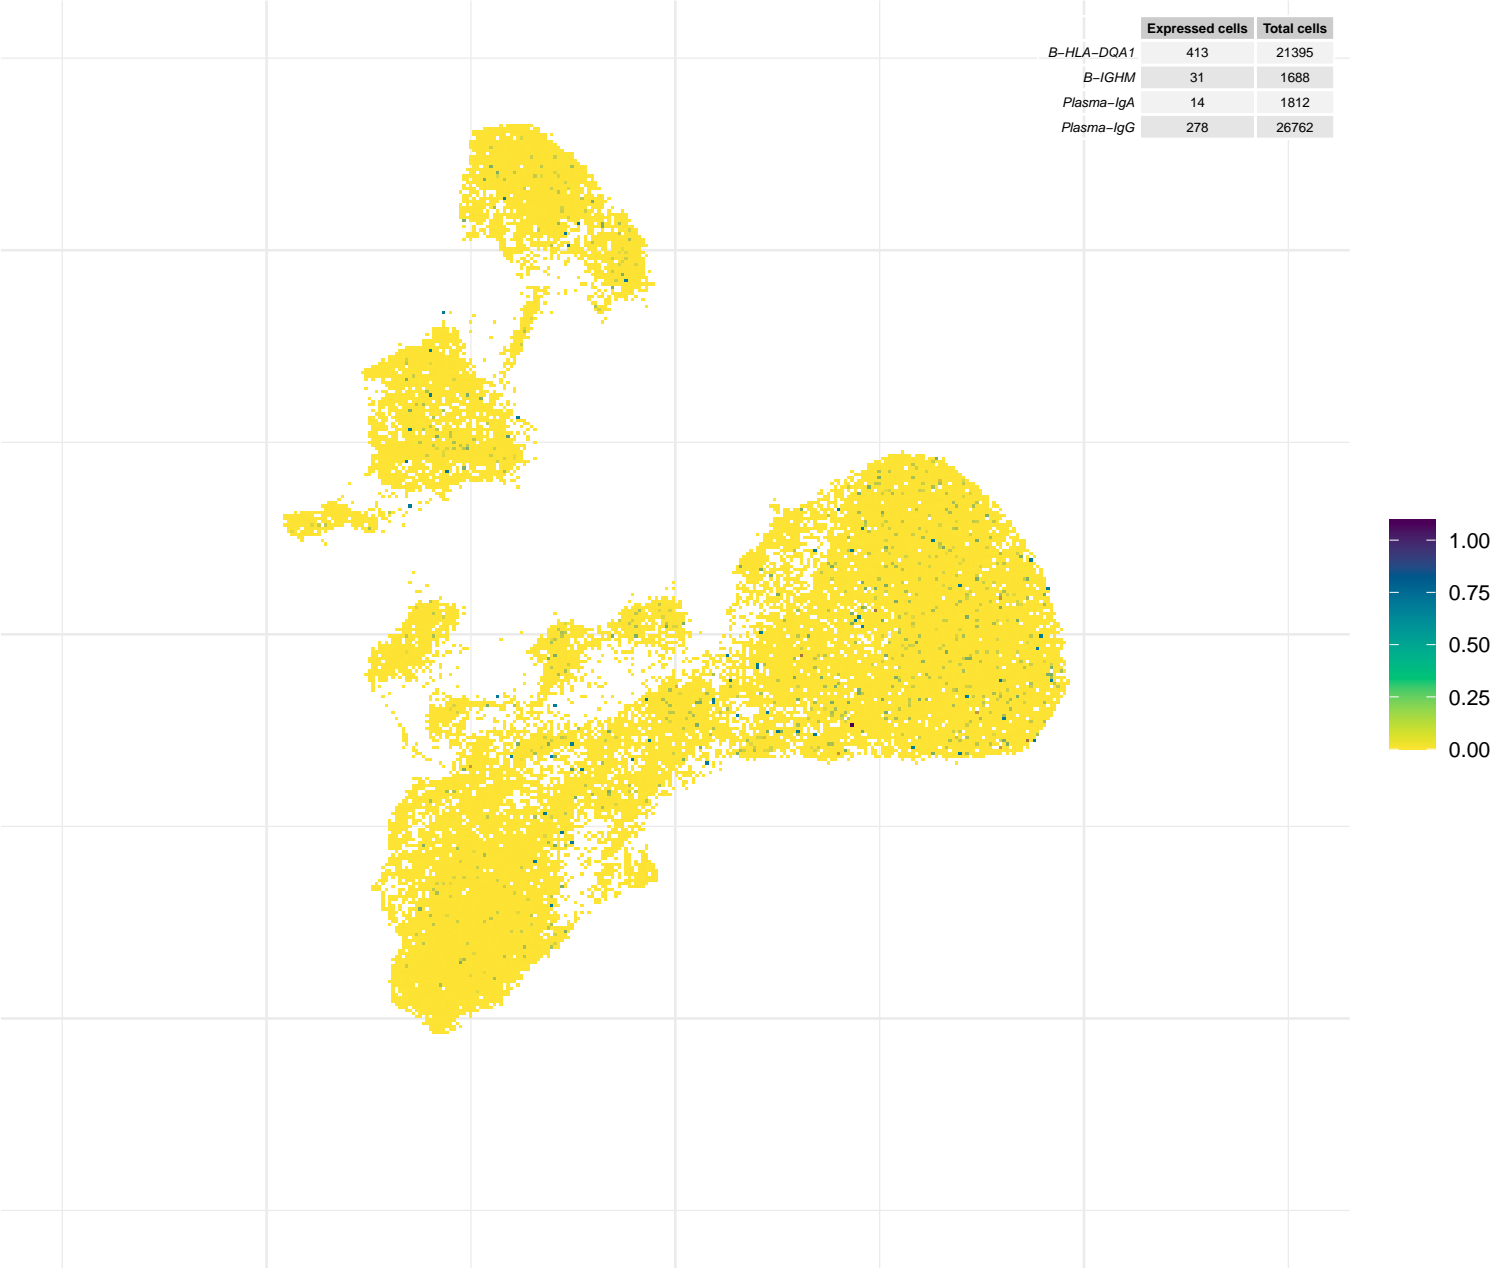 Expressed cells Total cells
B−HLA−DQA1 413 21395
B−IGHM 31 1688
Plasma−IgA 14 1812
Plasma−IgG 278 26762
1.00
0.75
0.50
0.25
0.00